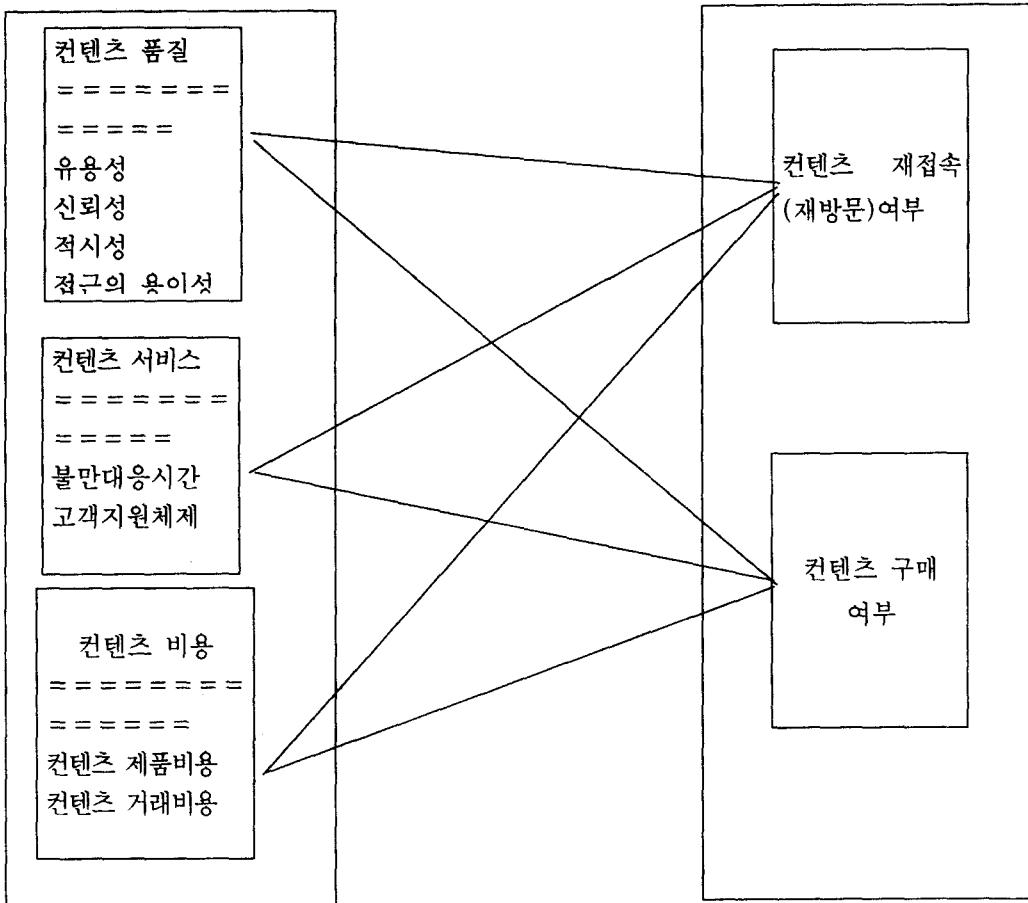 컨텐츠 품질
= = = = = = =
= = = = =
유용성
신뢰성
적시성
접근의 용이성
컨텐츠 서비스
= = = = = = =
= = = = =
불만대응시간
고객지원체제
컨텐츠 비용
= = = = = = = =
= = = = = =
컨텐츠 제품비용
컨텐츠 거래비용
컨텐츠 재접속
(재방문)여부
컨텐츠 구매
여부